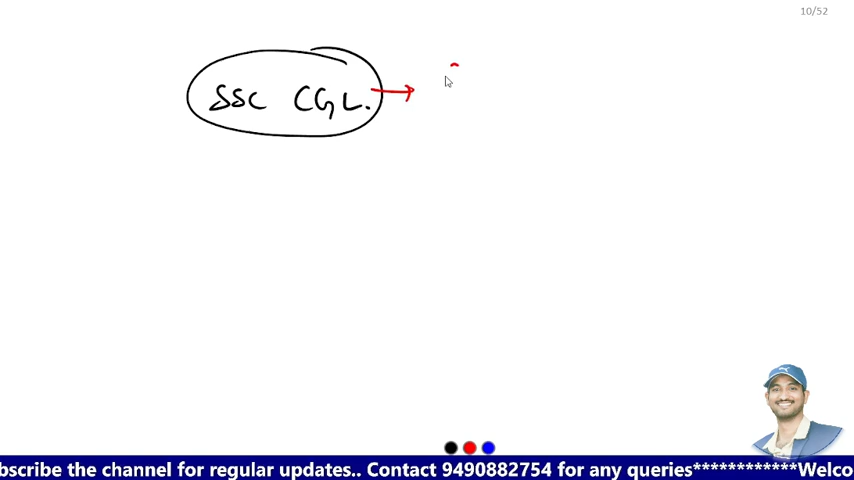 10/52
SSC CGL.
bscribe the channel for regular updates.. Contact 9490882754 for any queries************Welco